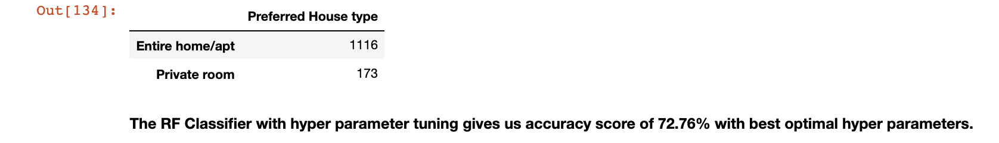 Out[134]:
Preferred House type
Entire home/apt 1116
Private room 173
The RF Classifier with hyper parameter tuning gives us accuracy score of 72.76% with best optimal hyper parameters.